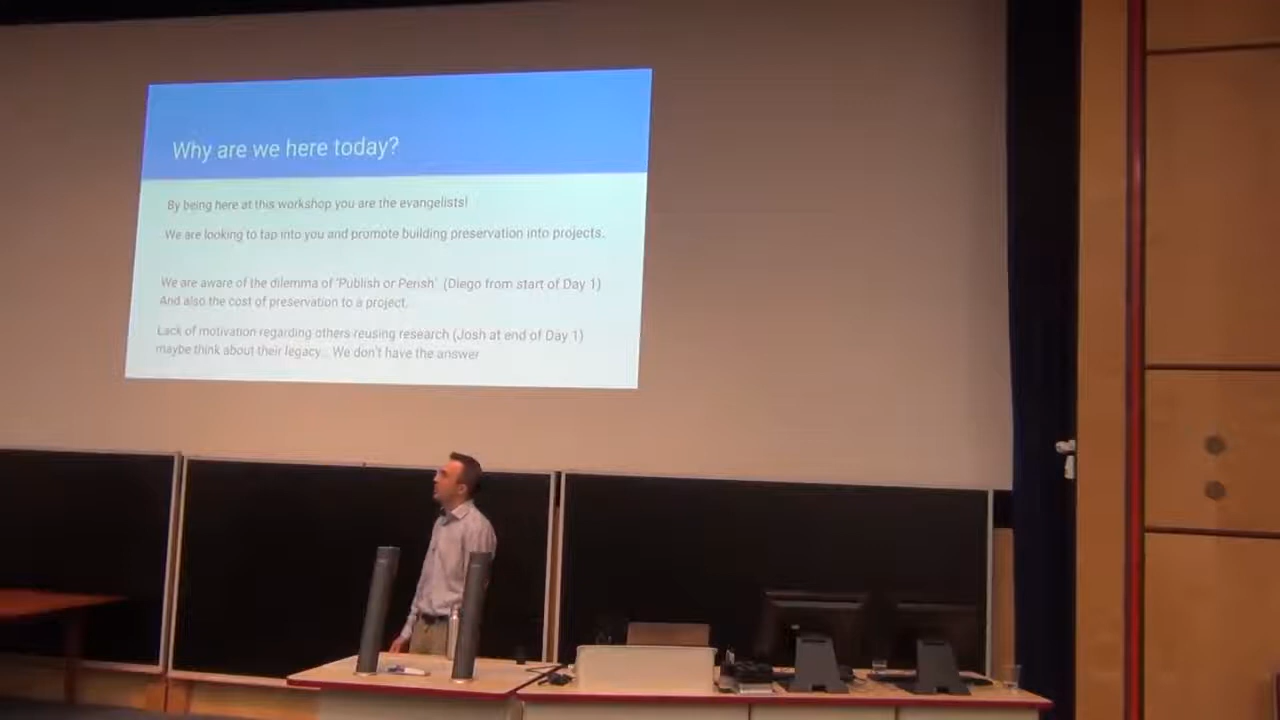 Why are we here today?
By being here at this workshop you are the evangelists!
We are looking to tap into you and promote building preservation into projects.
We are aware of the dilemma of 'Publish or Perish' (Diego from start of Day 1)
And also the cost of preservation to a project.
Lack of motivation regarding others reusing research (Josh at end of Day 1)
maybe think about their legacy... We don't have the answer